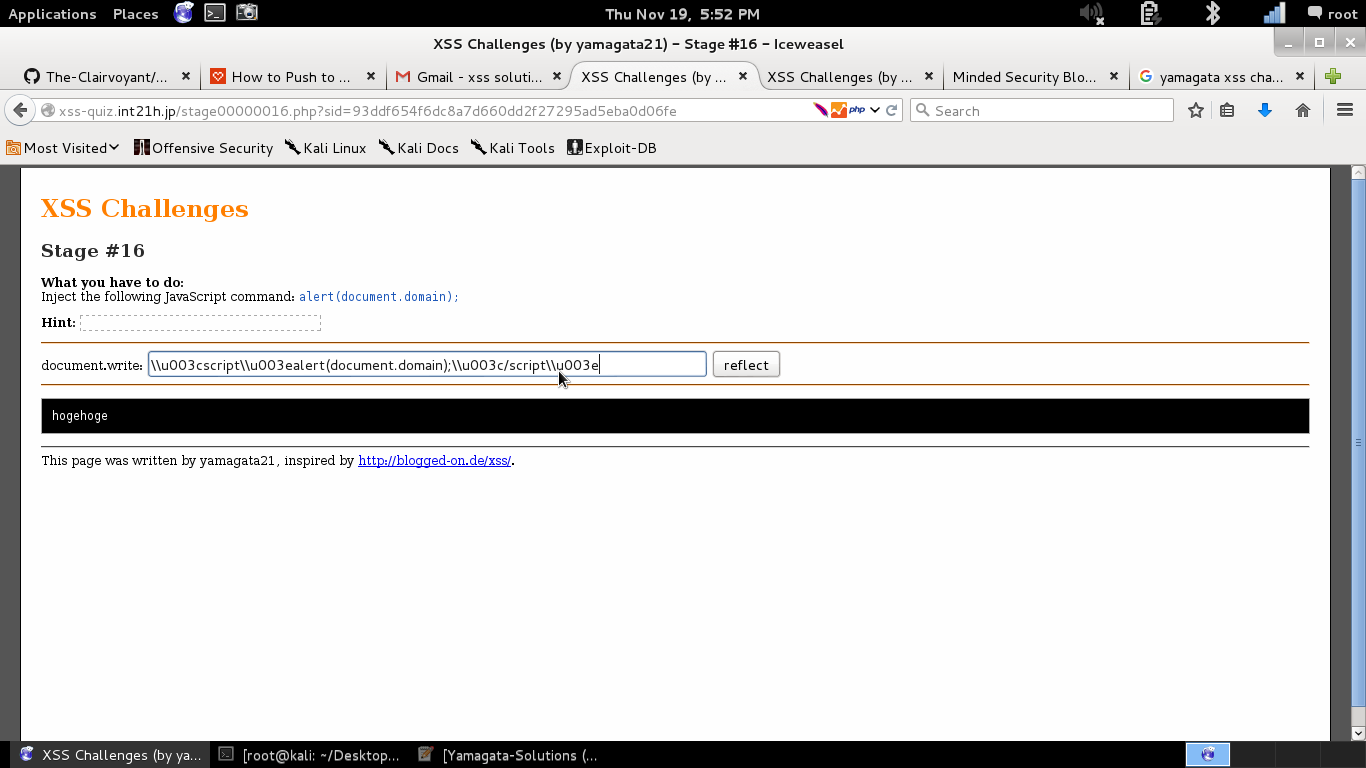 Applications Places Thu Nov 19, 5:52 PM root
XSS Challenges (by yamagata21) – Stage #16 – Iceweasel
The-Clairvoyant/... How to Push to ... Gmail - xss soluti... XSS Challenges (by ... XSS Challenges (by ... Minded Security Blo... yamagata xss cha...
xss-quiz.int21h.jp/stage00000016.php?sid=93ddf654f6dc8a7d660dd2f27295ad5eba0d06fe php Search
Most Visited Offensive Security Kali Linux Kali Docs Kali Tools Exploit-DB
XSS Challenges
Stage #16
What you have to do:
Inject the following JavaScript command: alert(document.domain);
Hint:
document.write: \\u003cscript\\u003ealert(document.domain);\\u003c/script\\u003e reflect
hogehoge
This page was written by yamagata21, inspired by http://blogged-on.de/xss/.
XSS Challenges (by ya... [root@kali: ~/Desktop... [Yamagata-Solutions (...